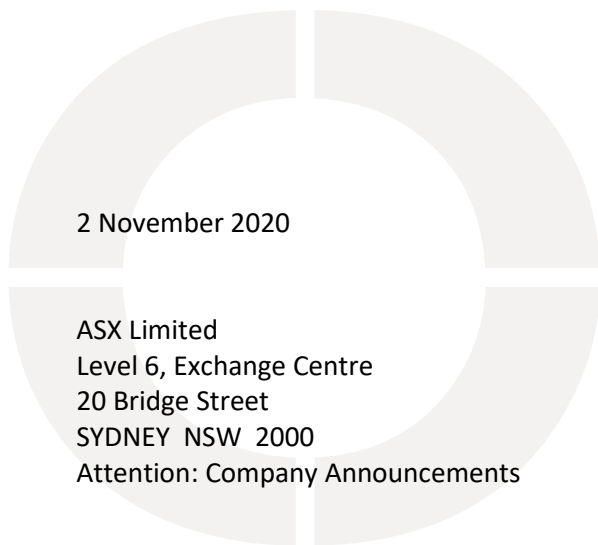 2 November 2020
ASX Limited
Level 6, Exchange Centre
20 Bridge Street
SYDNEY  NSW  2000
Attention: Company Announcements